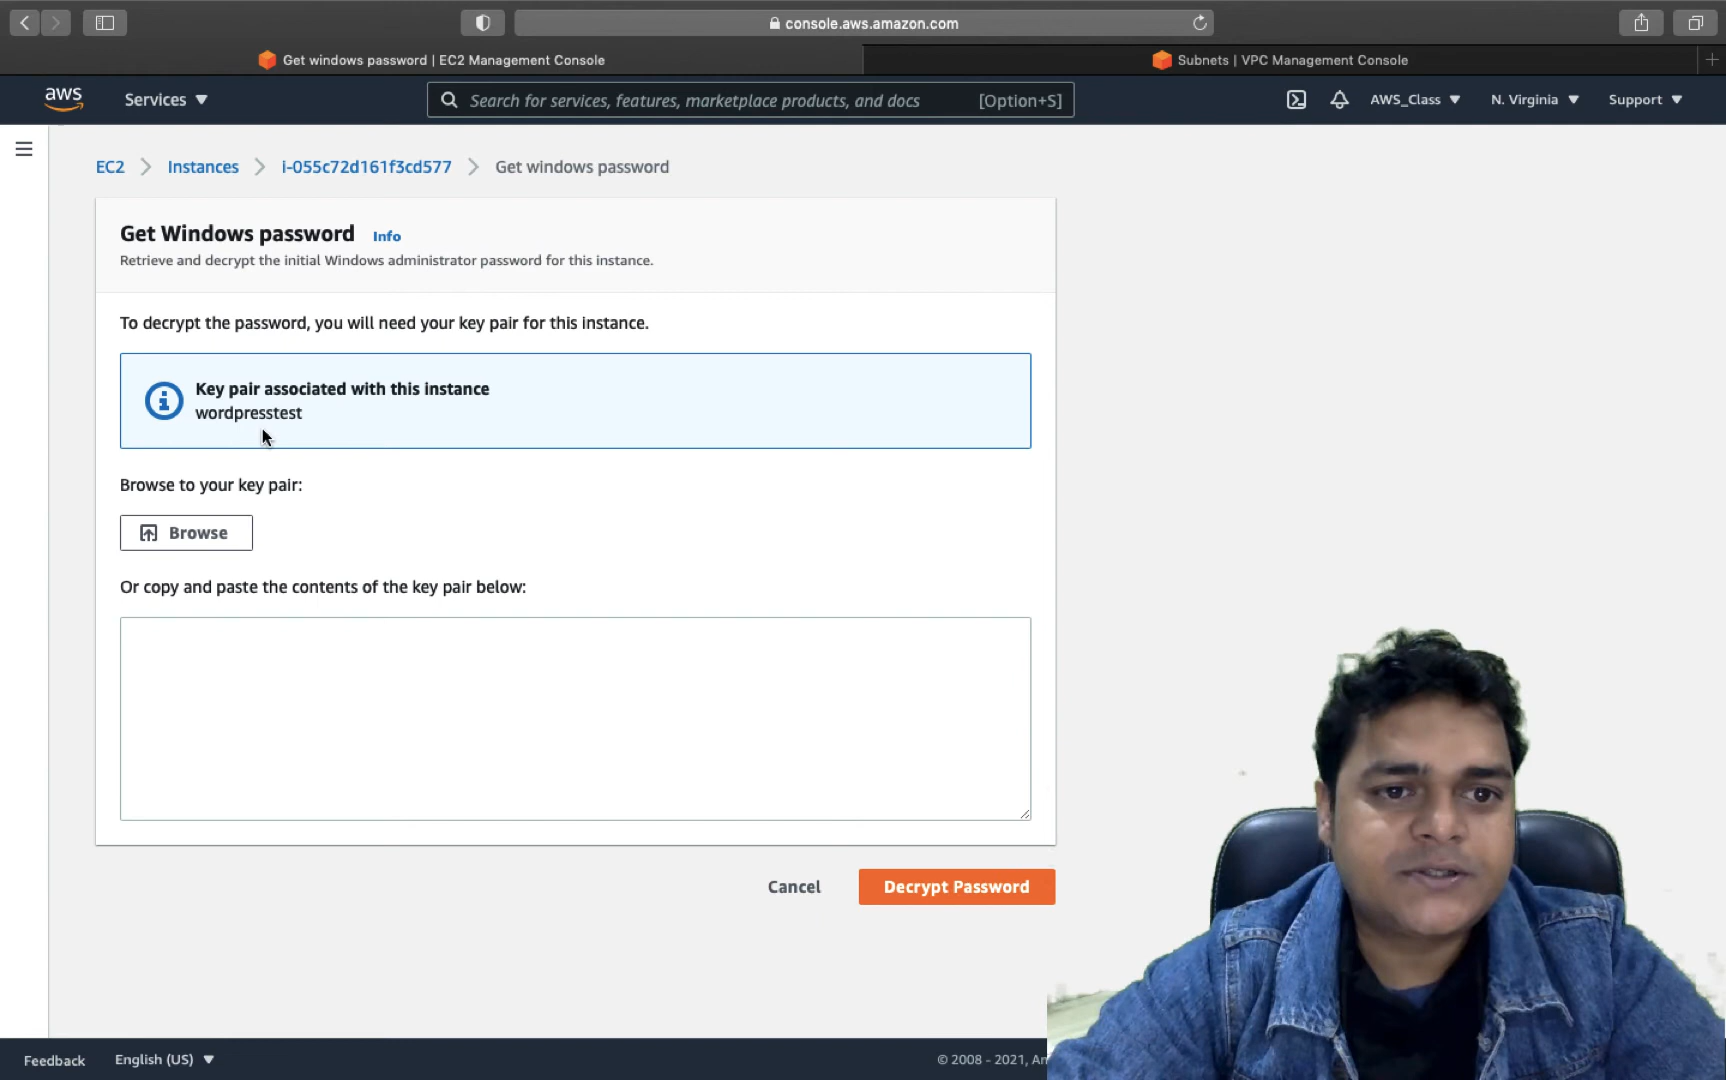 console.aws.amazon.com
Get windows password | EC2 Management Console
Subnets | VPC Management Console
aws
Services
Search for services, features, marketplace products, and docs
[Option+S]
AWS_Class
N. Virginia
Support
EC2
Instances
i-055c72d161f3cd577
Get windows password
Get Windows password
Info
Retrieve and decrypt the initial Windows administrator password for this instance.
To decrypt the password, you will need your key pair for this instance.
Key pair associated with this instance
wordpresstest
Browse to your key pair:
Browse
Or copy and paste the contents of the key pair below:
Cancel
Decrypt Password
Feedback
English (US)
© 2008 - 2021,